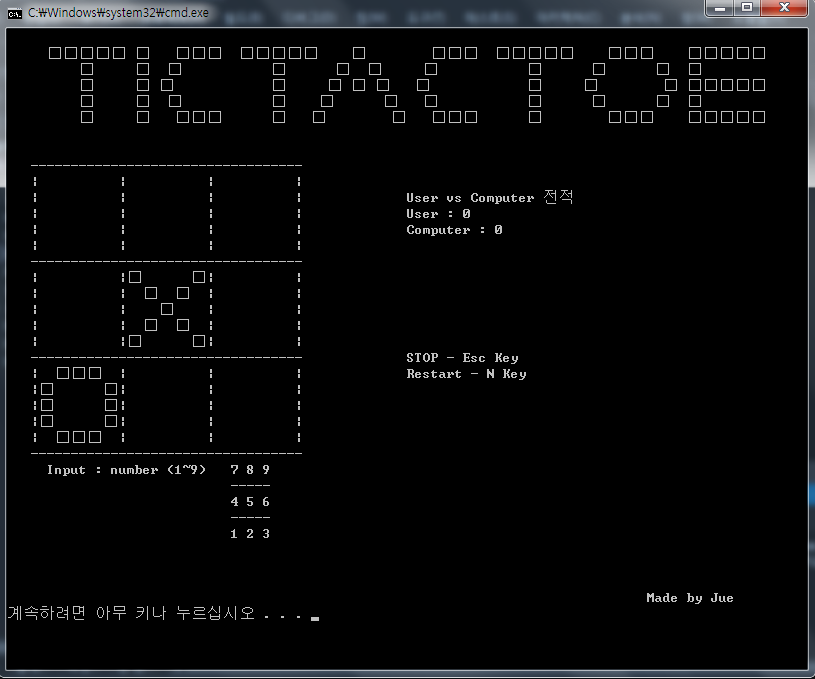 C:₩Windows₩system32₩cmd.exe
TICTACTOE
User vs Computer 전적
User : 0
Computer : 0
X
STOP - Esc Key
Restart - N Key
O
Input : number (1~9) 7 8 9
-----
4 5 6
-----
1 2 3
Made by Jue
계속하려면 아무 키나 누르십시오 . . .